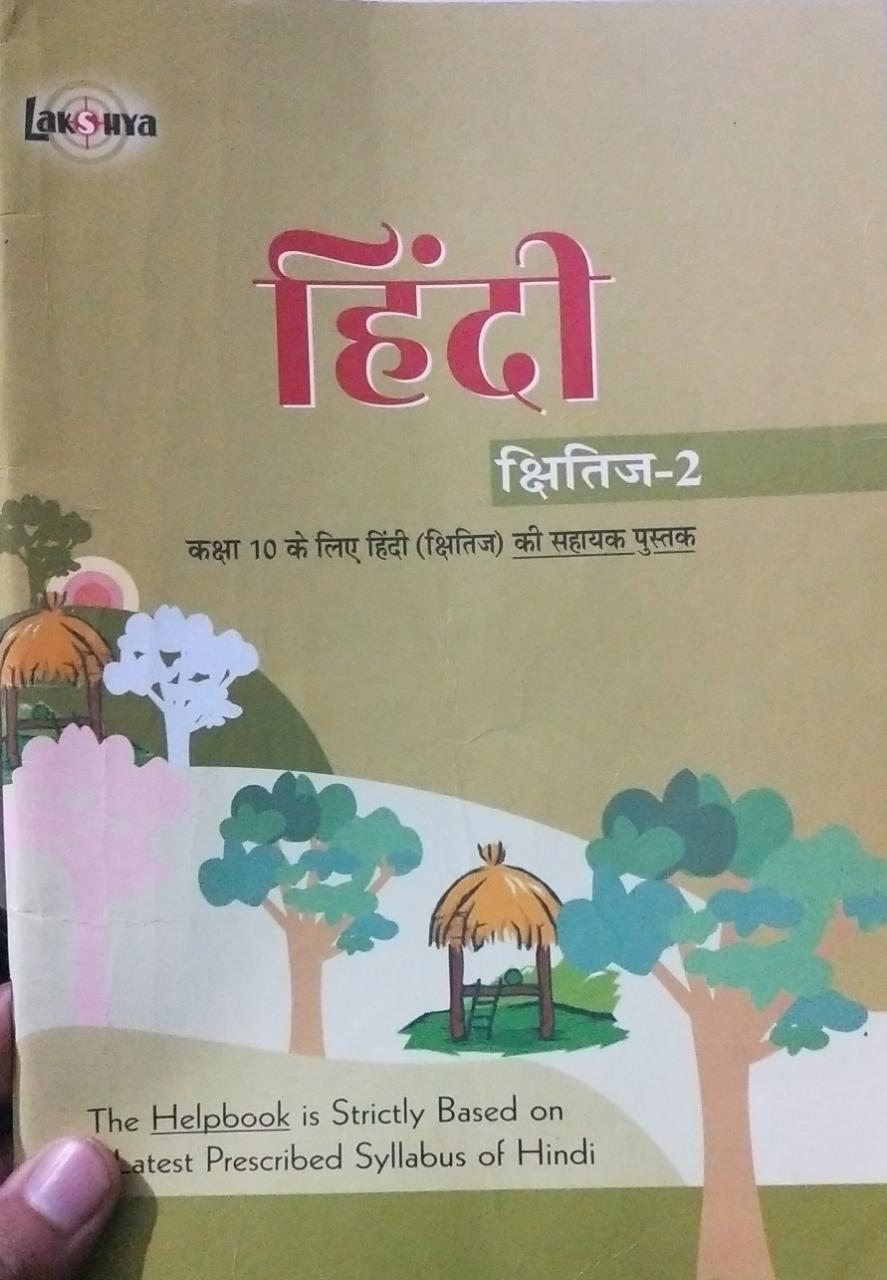 Lakshya
हिंदी
क्षितिज-2
कक्षा 10 के लिए हिंदी (क्षितिज) की सहायक पुस्तक
The Helpbook is Strictly Based on
Latest Prescribed Syllabus of Hindi